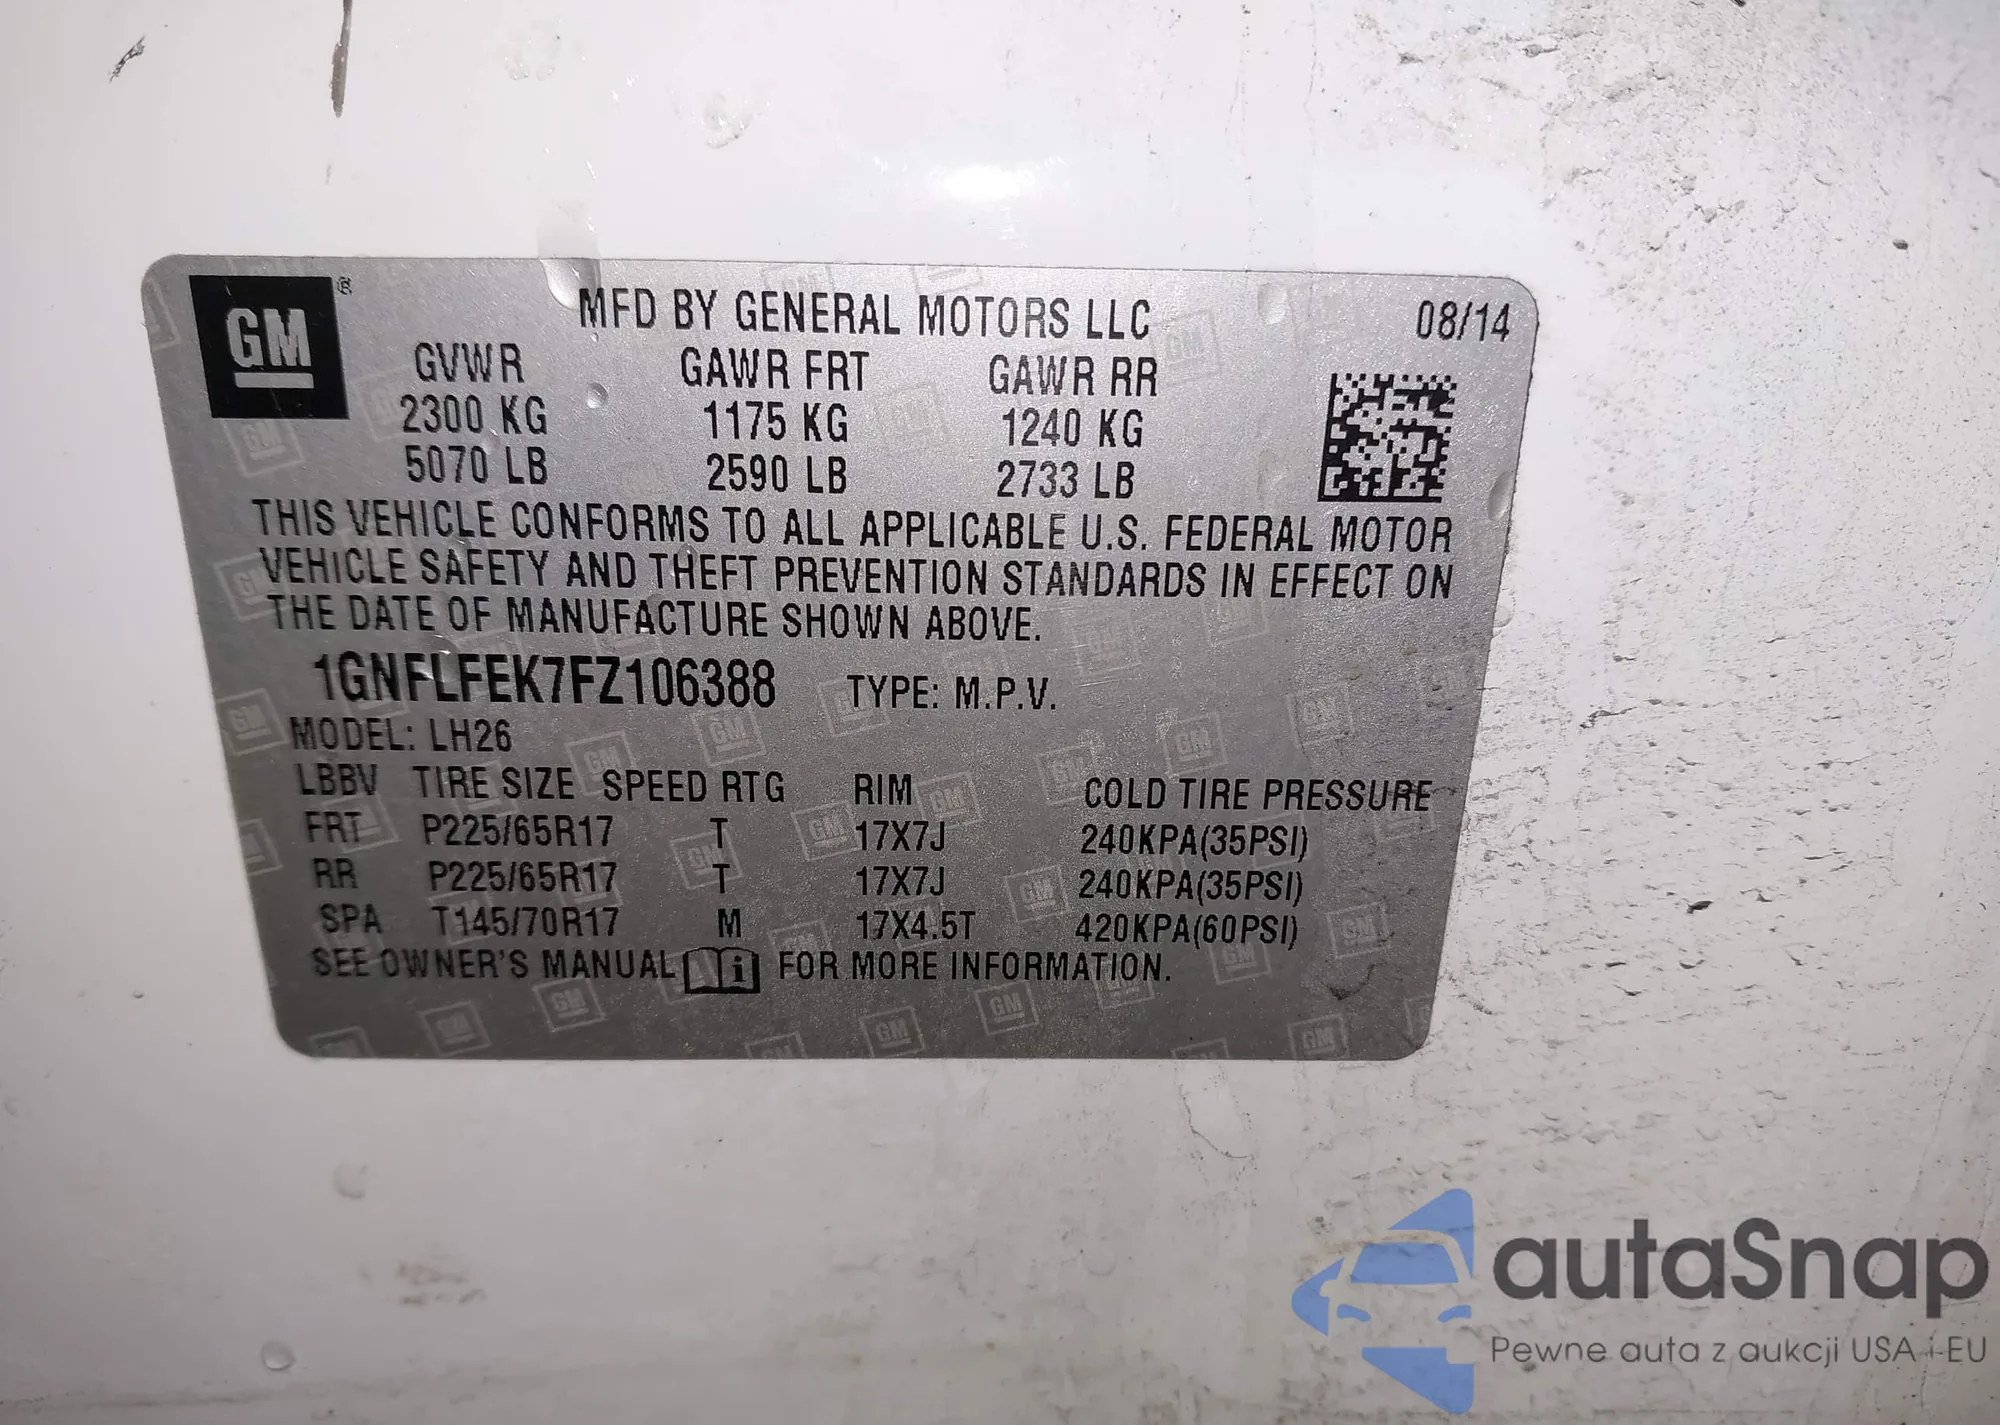 GM®
MFD BY GENERAL MOTORS LLC 08/14
GVWR GAWR FRT GAWR RR
2300 KG 1175 KG 1240 KG
5070 LB 2590 LB 2733 LB
THIS VEHICLE CONFORMS TO ALL APPLICABLE U.S. FEDERAL MOTOR
VEHICLE SAFETY AND THEFT PREVENTION STANDARDS IN EFFECT ON
THE DATE OF MANUFACTURE SHOWN ABOVE.
1GNFLFEK7FZ106388 TYPE: M.P.V.
MODEL: LH26
LBBV TIRE SIZE SPEED RTG RIM COLD TIRE PRESSURE
FRT P225/65R17 T 17X7J 240KPA(35PSI)
RR P225/65R17 T 17X7J 240KPA(35PSI)
SPA T145/70R17 M 17X4.5T 420KPA(60PSI)
SEE OWNER'S MANUAL i FOR MORE INFORMATION.
autaSnap
Pewne auta z aukcji USA i EU